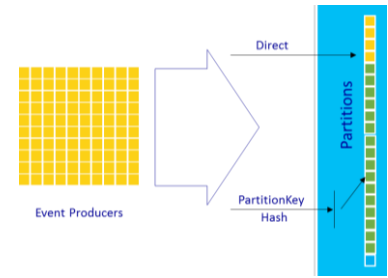 Direct
Partitions
PartitionKey
Hash
Event Producers